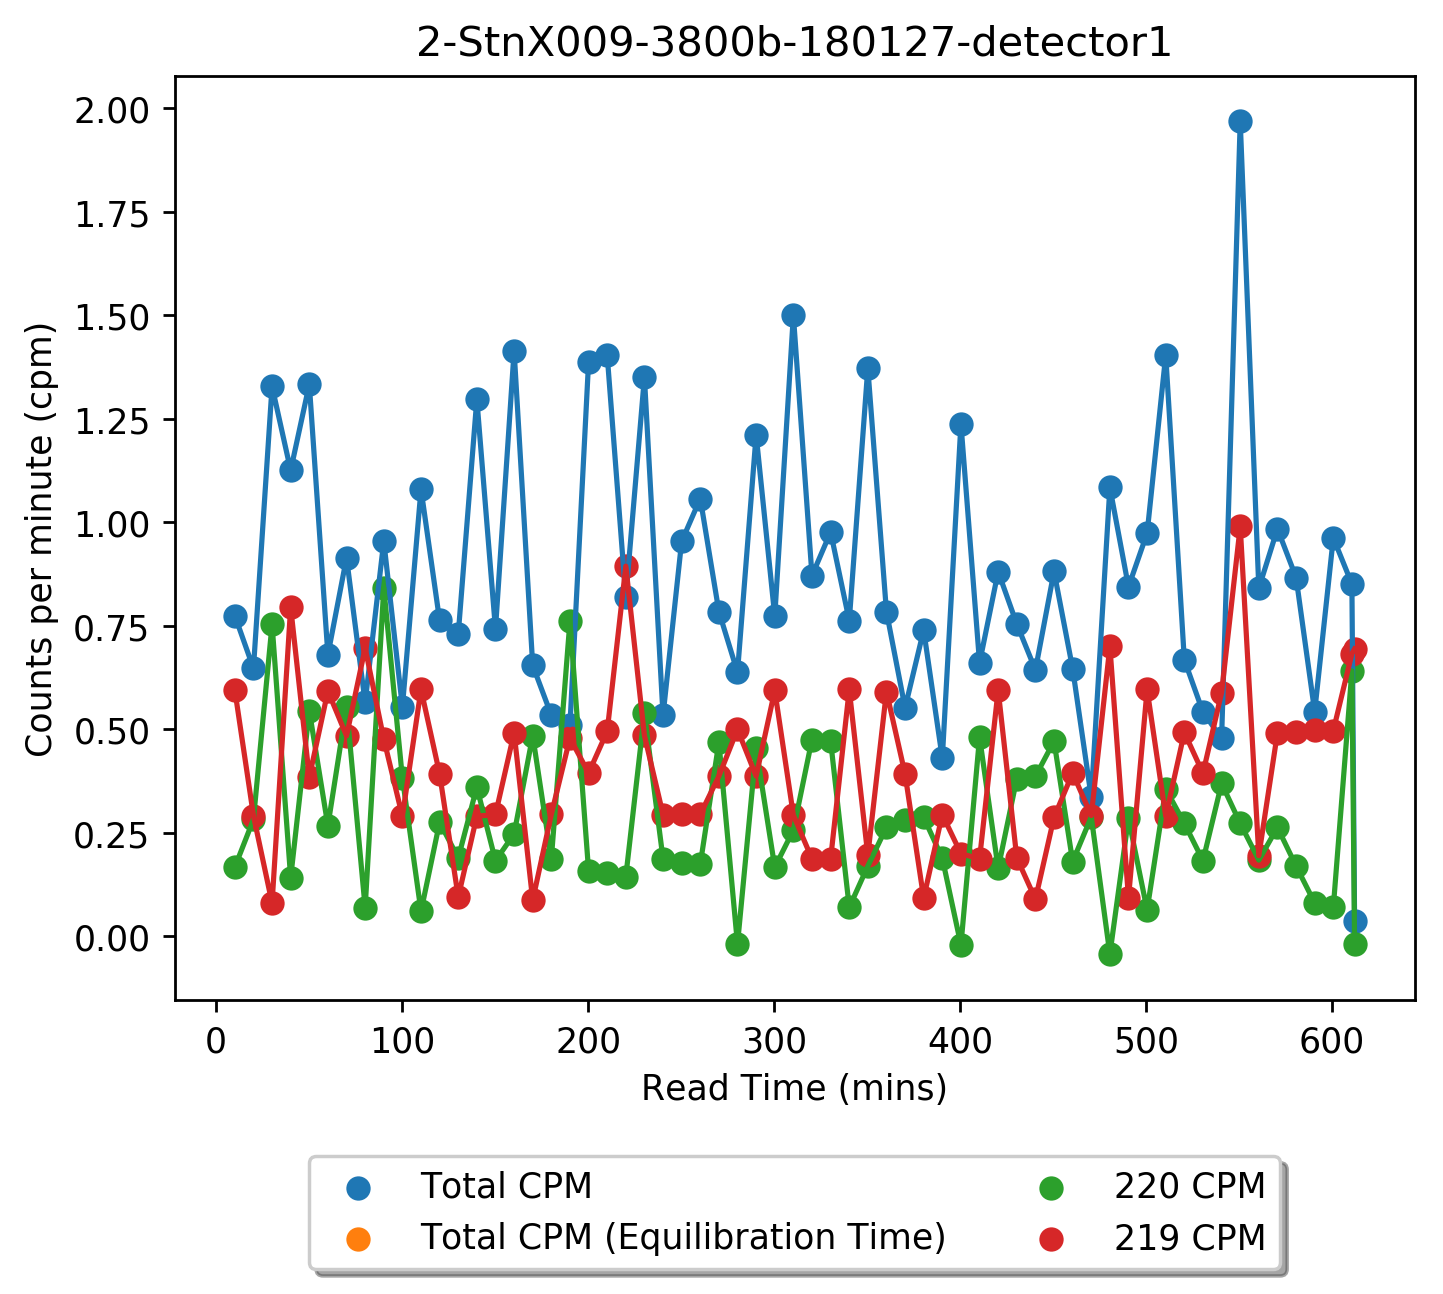 2-StnX009-3800b-180127-detector1
Counts per minute (cpm)
2.00
1.75
1.50
1.25
1.00
0.75
0.50
0.25
0.00
0 100 200 300 400 500 600
Read Time (mins)
Total CPM
Total CPM (Equilibration Time)
220 CPM
219 CPM